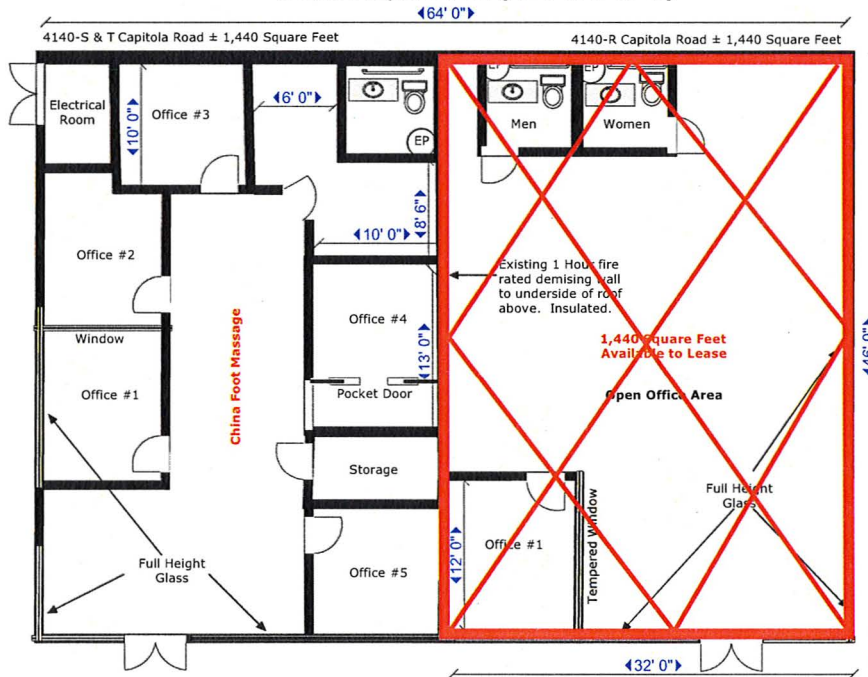 64' 0"
4140-S & T Capitola Road ± 1,440 Square Feet
4140-R Capitola Road ± 1,440 Square Feet
Electrical
Room
10' 0"
Office #3
6' 0"
EP
EP
EP
Men
Women
8' 6"
10' 0"
Office #2
Existing 1 Hour fire
rated demising wall
to underside of roof
above. Insulated.
Office #4
13' 0"
Window
China Foot Massage
1,440 Square Feet
Available to Lease
46' 0"
Office #1
Pocket Door
Open Office Area
Storage
Full Height
Glass
12' 0"
Office #1
Tempered Window
Full Height
Glass
Office #5
32' 0"